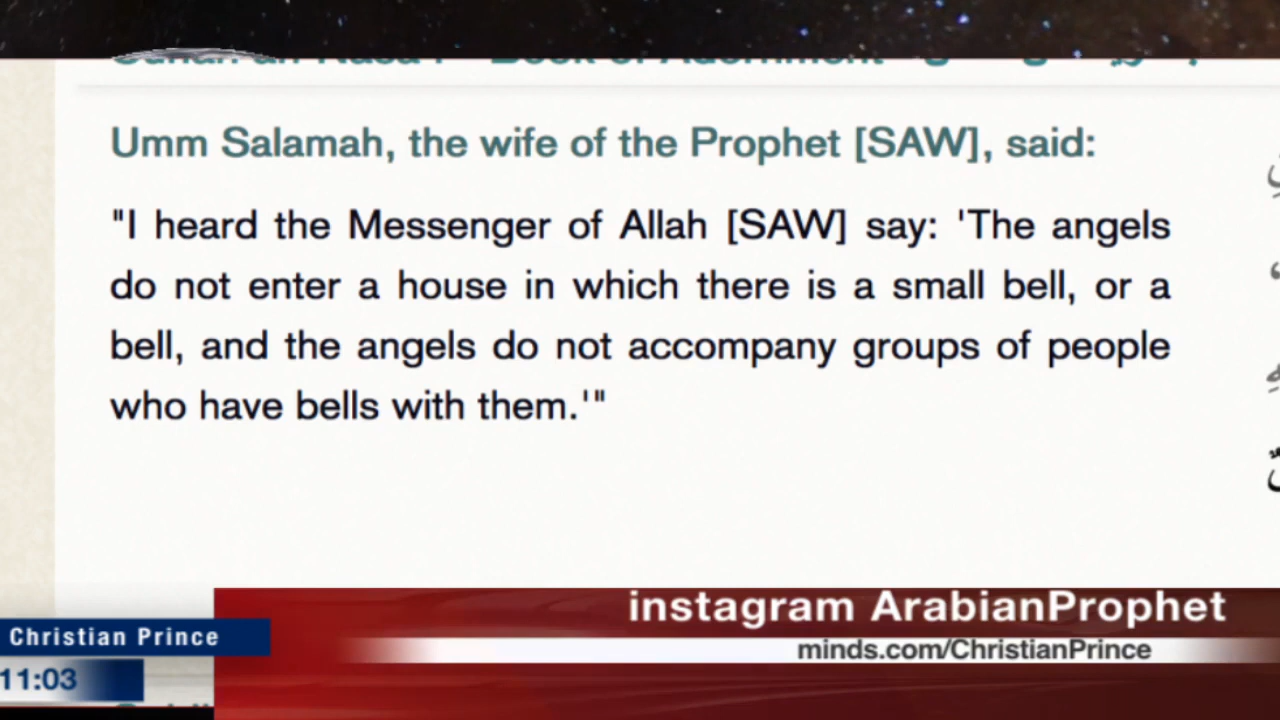 Umm Salamah, the wife of the Prophet [SAW], said:
"I heard the Messenger of Allah [SAW] say: 'The angels
do not enter a house in which there is a small bell, or a
bell, and the angels do not accompany groups of people
who have bells with them.'"
instagram ArabianProphet
Christian Prince
minds.com/ChristianPrince
11:03